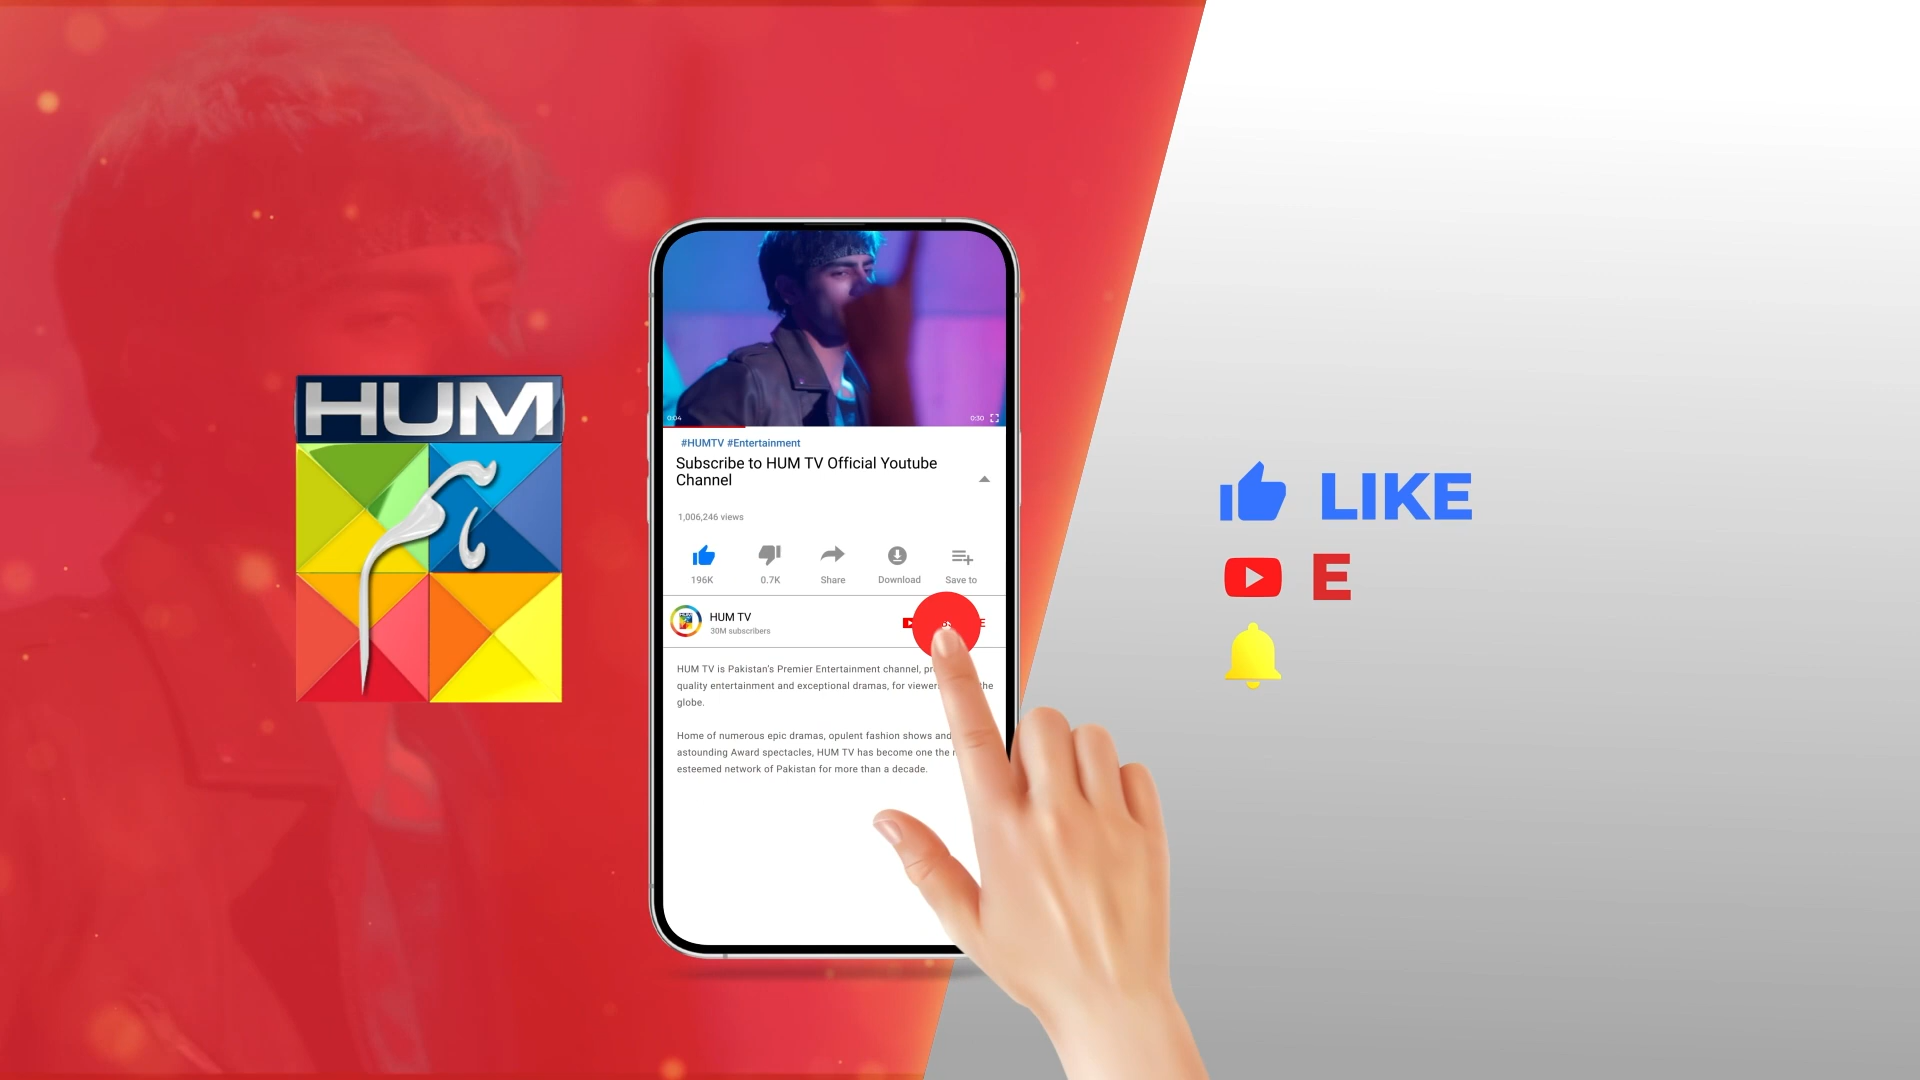 HUM
ہم
0:04
0:30
#HUMTV #Entertainment
Subscribe to HUM TV Official Youtube
Channel
1,006,246 views
196K
0.7K
Share
Download
Save to
HUM TV
30M subscribers
E
HUM TV is Pakistan's Premier Entertainment channel,
quality entertainment and exceptional dramas, for the
globe.
Home of numerous epic dramas, opulent fashion shows and
astounding Award spectacles, HUM TV has become one the
esteemed network of Pakistan for more than a decade.
LIKE
E